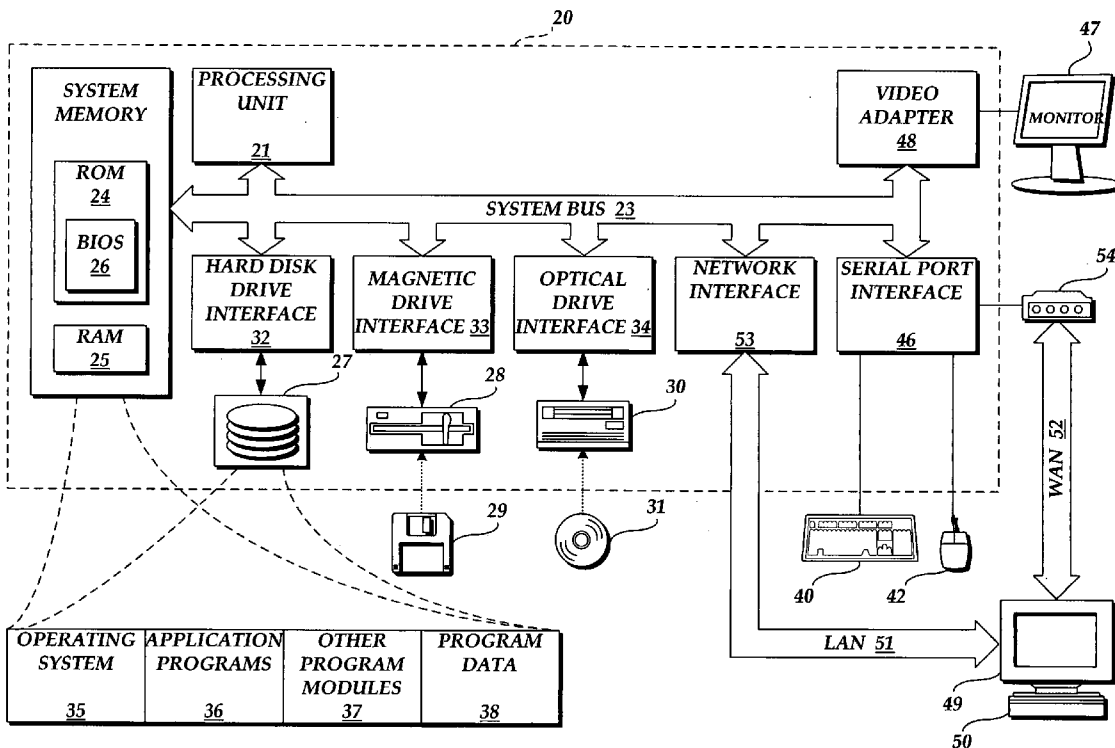 20
47
SYSTEM
MEMORY
PROCESSING
UNIT
21
VIDEO
ADAPTER
48
MONITOR
ROM
24
BIOS
26
RAM
25
SYSTEM BUS 23
HARD DISK
DRIVE
INTERFACE
32
MAGNETIC
DRIVE
INTERFACE 33
OPTICAL
DRIVE
INTERFACE 34
NETWORK
INTERFACE
53
SERIAL PORT
INTERFACE
46
54
27
28
30
WAN 52
29
31
40
42
OPERATING
SYSTEM
35
APPLICATION
PROGRAMS
36
OTHER
PROGRAM
MODULES
37
PROGRAM
DATA
38
LAN 51
49
50